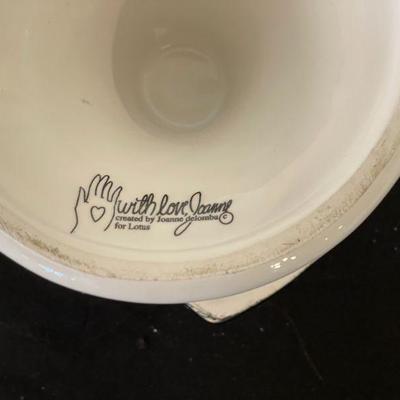 with love, Joanne ©
created by Joanne delomba
for Lotus